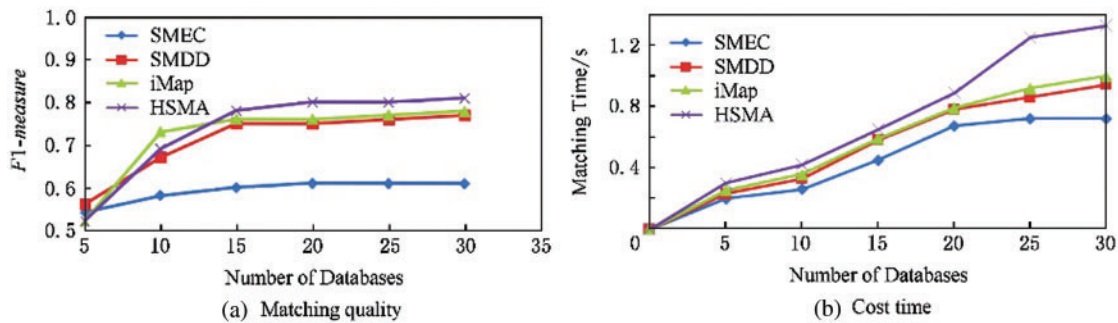 1.0
0.9
0.8
0.7
0.6
0.5
F1-measure
SMEC
SMDD
iMap
HSMA
5 10 15 20 25 30 35
Number of Databases
(a) Matching quality
1.2
0.8
0.4
0
Matching Time/s
SMEC
SMDD
iMap
HSMA
5 10 15 20 25 30
Number of Databases
(b) Cost time